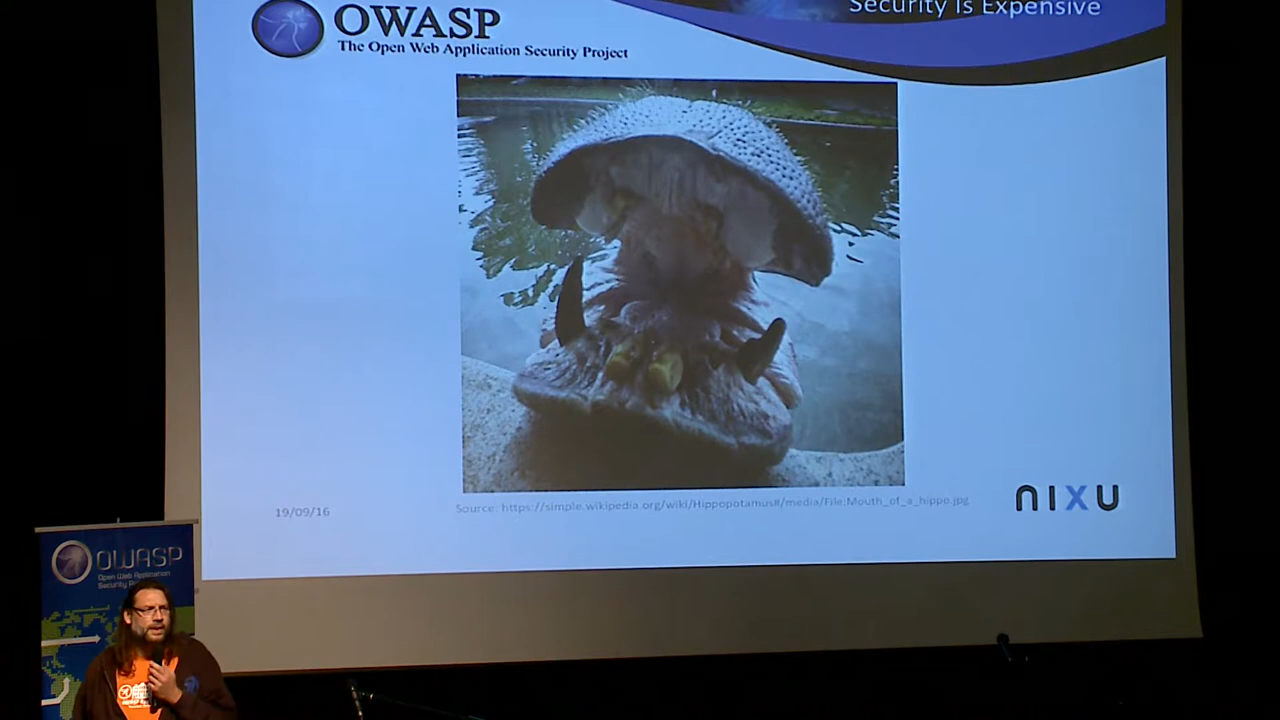 Security Is Expensive
OWASP
The Open Web Application Security Project
19/09/16
Source: https://simple.wikipedia.org/wiki/Hippopotamus#/media/File:Mouth_of_a_hippo.jpg
NIXU
OWASP
Open Web Application
Security